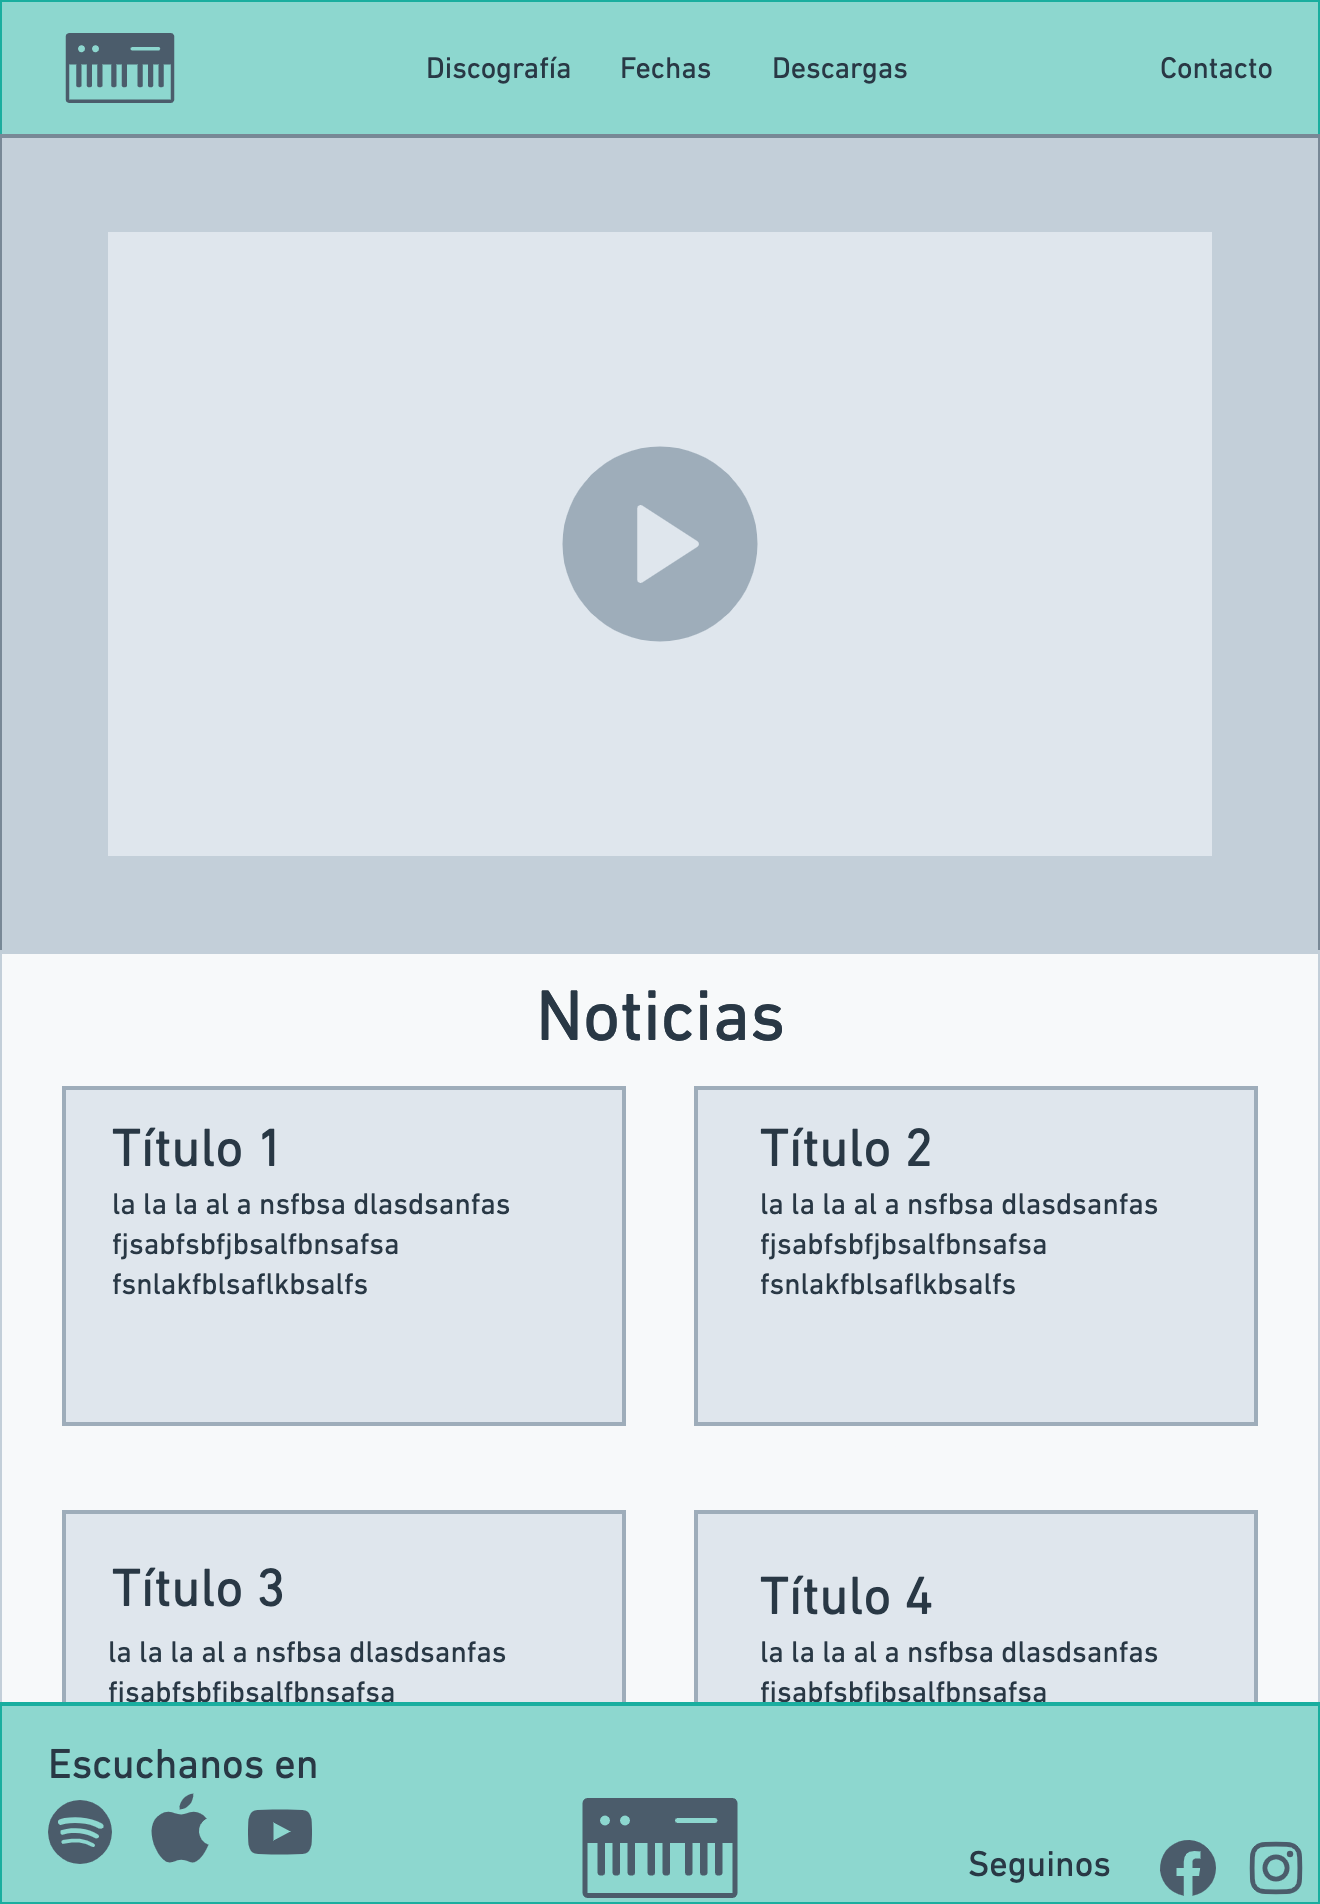 Discografía
Fechas
Descargas
Contacto
Noticias
Título 1
la la la al a nsfbsa dlasdsanfas
fjsabfsbfjbsalfbnsafsa
fsnlakfblsaflkbsalfs
Título 2
la la la al a nsfbsa dlasdsanfas
fjsabfsbfjbsalfbnsafsa
fsnlakfblsaflkbsalfs
Título 3
la la la al a nsfbsa dlasdsanfas
fjsabfsbfjbsalfbnsafsa
Título 4
la la la al a nsfbsa dlasdsanfas
fjsabfsbfjbsalfbnsafsa
Escuchanos en
Seguinos